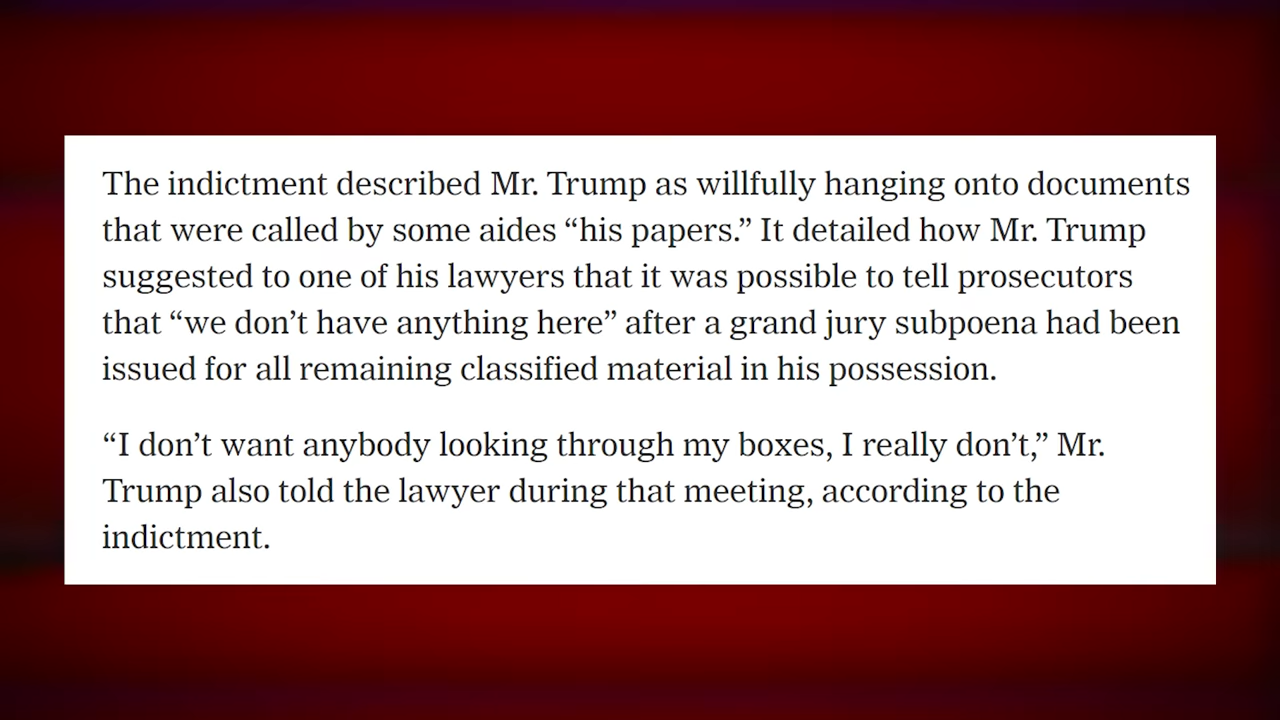 The indictment described Mr. Trump as willfully hanging onto documents
that were called by some aides “his papers.” It detailed how Mr. Trump
suggested to one of his lawyers that it was possible to tell prosecutors
that “we don’t have anything here” after a grand jury subpoena had been
issued for all remaining classified material in his possession.
“I don’t want anybody looking through my boxes, I really don’t,” Mr.
Trump also told the lawyer during that meeting, according to the
indictment.